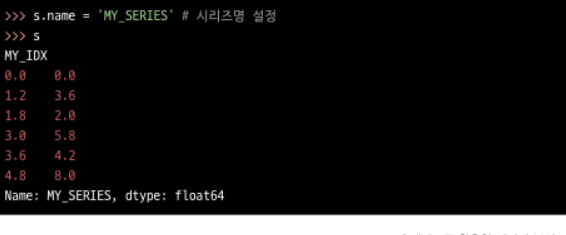 >>> s.name = 'MY_SERIES' # 시리즈명 설정
>>> s
MY_IDX
0.0    0.0
1.2    3.6
1.8    2.0
3.0    5.8
3.6    4.2
4.8    8.0
Name: MY_SERIES, dtype: float64